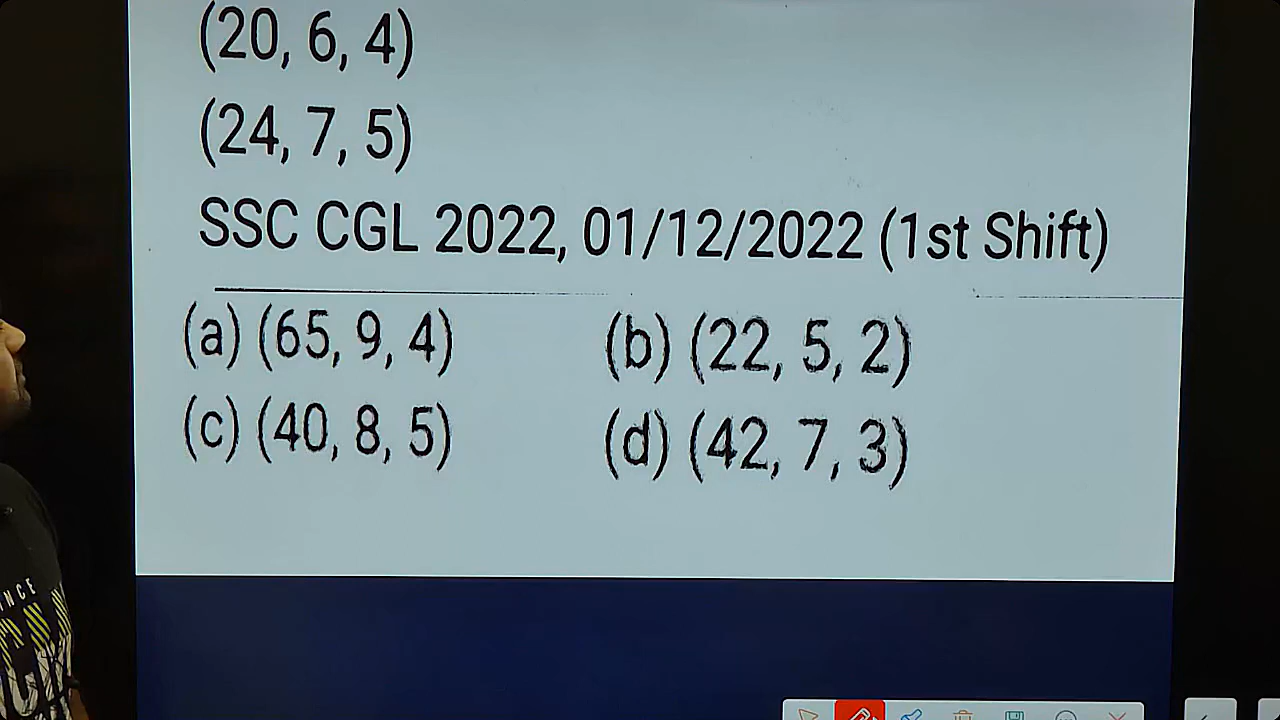 (20, 6, 4)
(24, 7, 5)
SSC CGL 2022, 01/12/2022 (1st Shift)
(a) (65, 9, 4) (b) (22, 5, 2)
(c) (40, 8, 5) (d) (42, 7, 3)